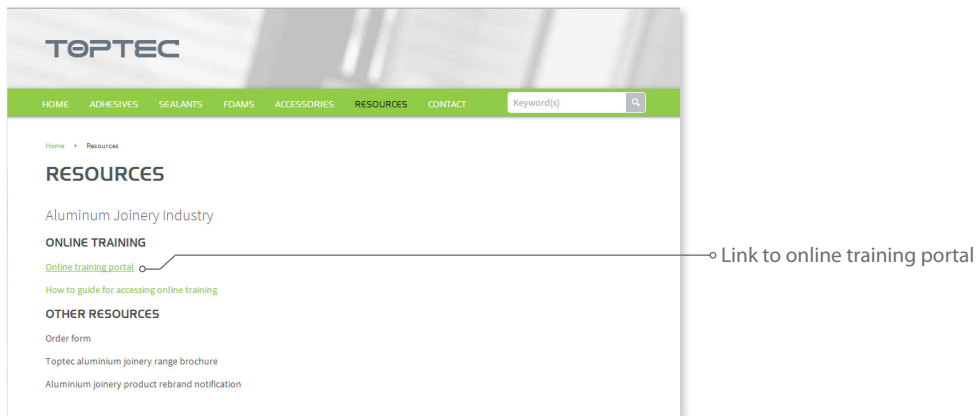 TOPTEC
HOME ADHESIVES SEALANTS FOAMS ACCESSORIES RESOURCES CONTACT Keyword(s)
Home › Resources
RESOURCES
Aluminum Joinery Industry
ONLINE TRAINING
Online training portal
Link to online training portal
How to guide for accessing online training
OTHER RESOURCES
Order form
Toptec aluminium joinery range brochure
Aluminium joinery product rebrand notification